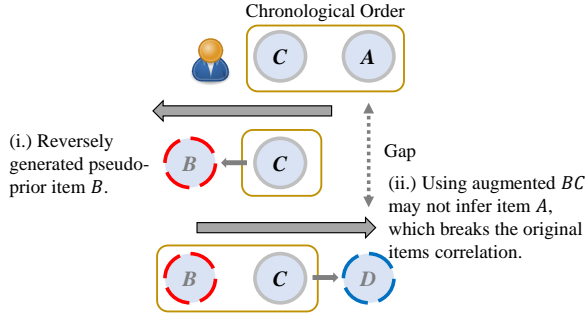 Chronological Order
C A
(i.) Reversely
generated pseudo-
prior item B.
B C
Gap
(ii.) Using augmented BC
may not infer item A,
which breaks the original
items correlation.
B C D